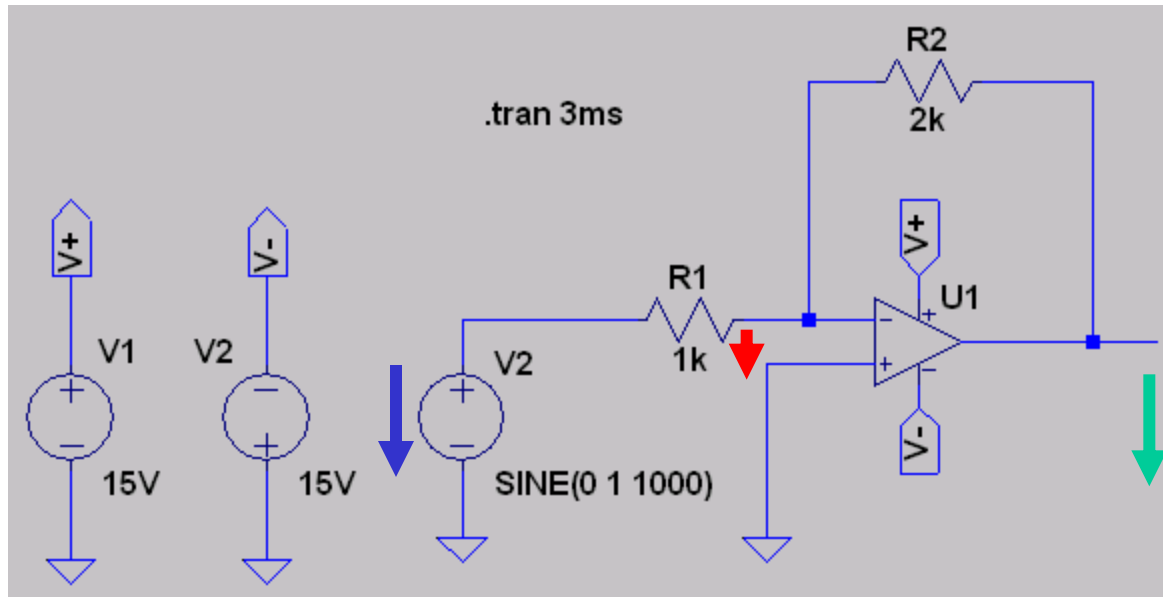 R2
2k
.tran 3ms
V+
V-
V+
R1
1k
U1
V1
V2
V2
15V
15V
SINE(0 1 1000)
V-